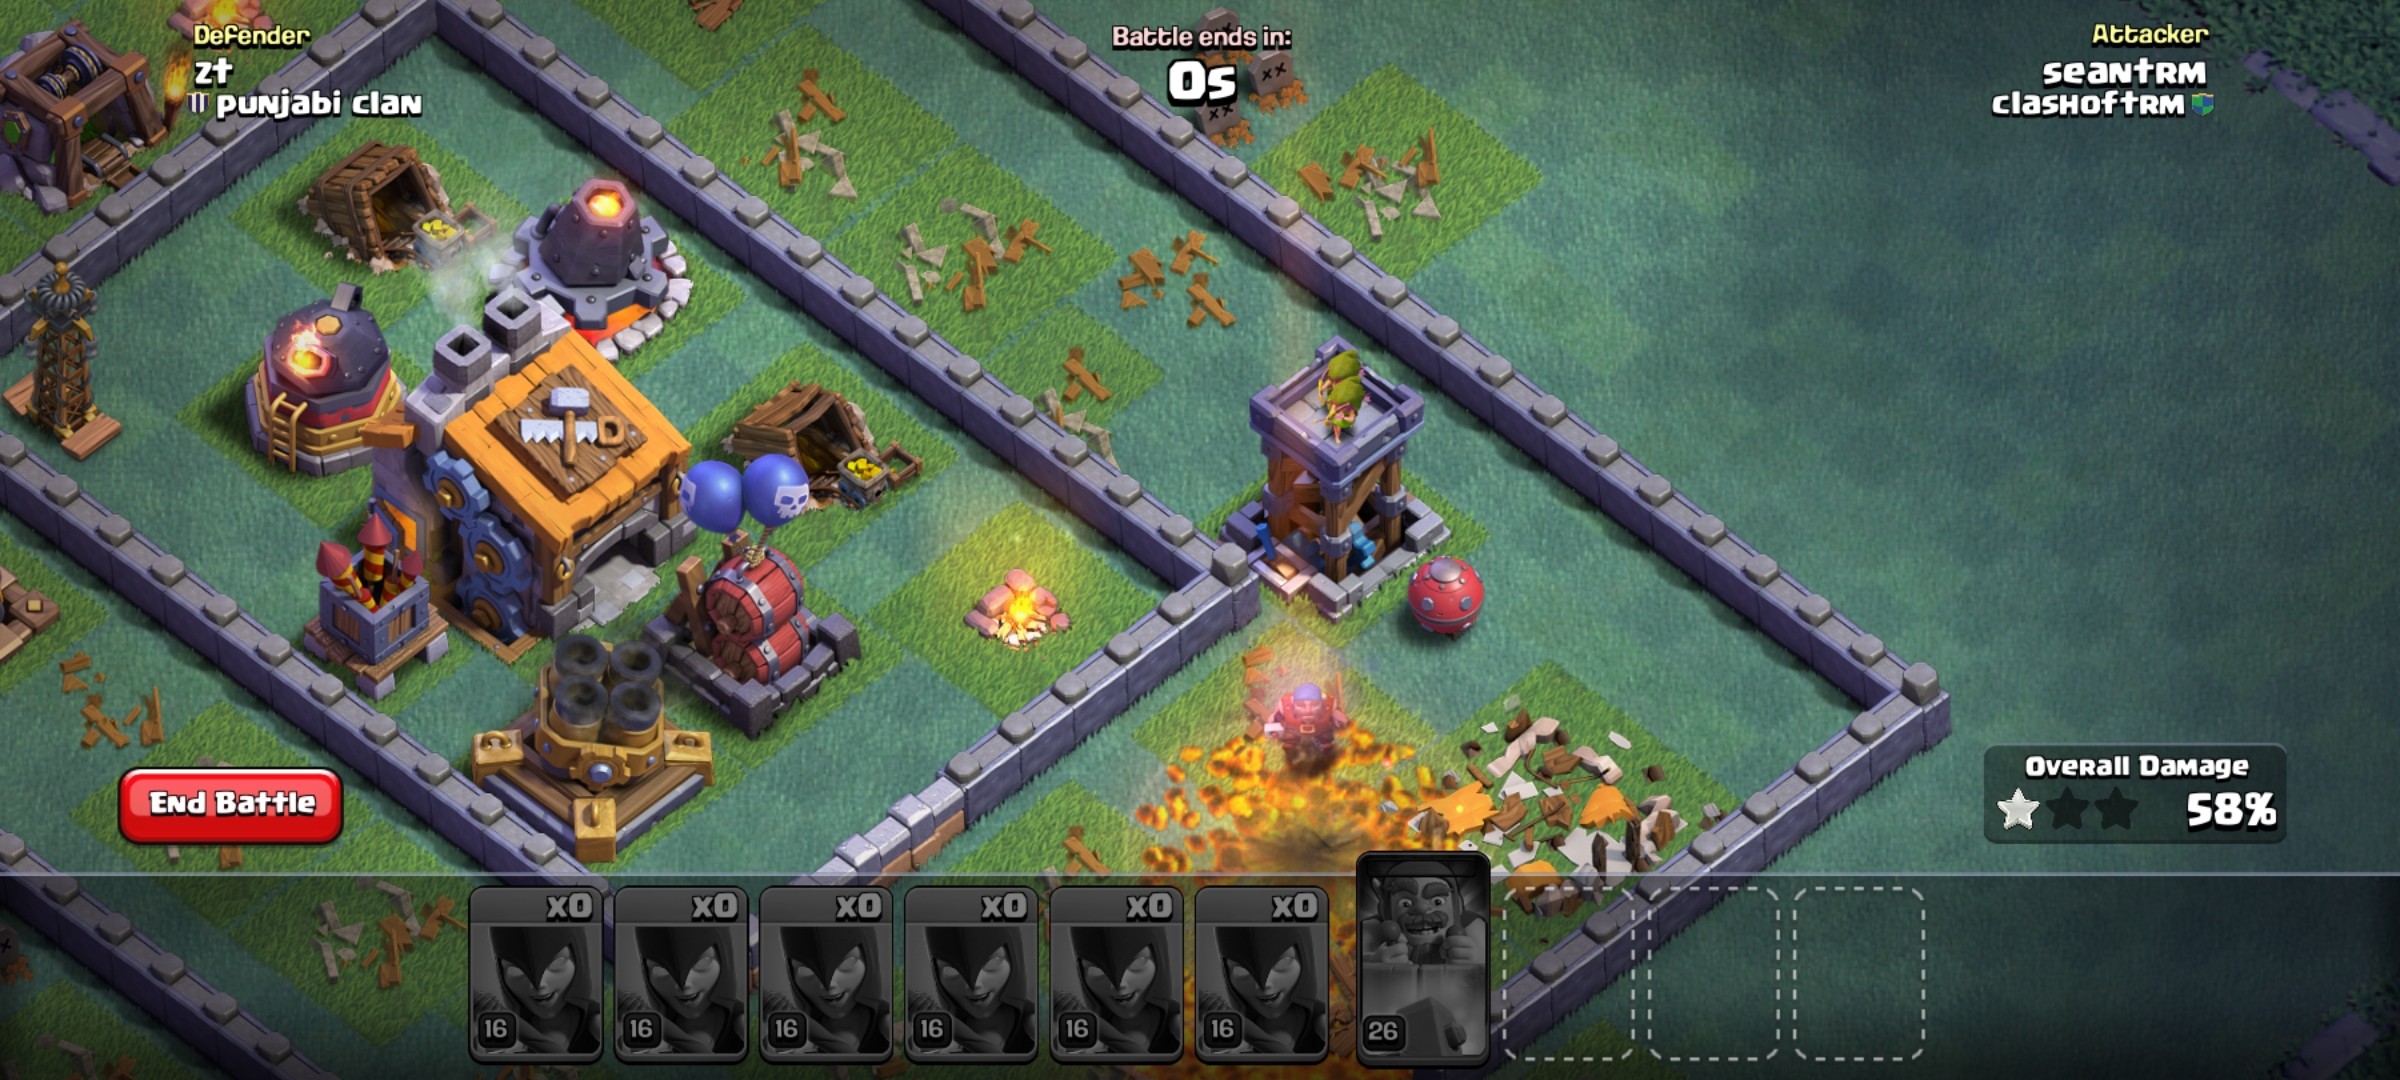 Defender
zt
punjabi clan
Battle ends in:
0s
Attacker
seantRM
clashoftRM
End Battle
Overall Damage
58%
x0 x0 x0 x0 x0 x0
16 16 16 16 16 16 26